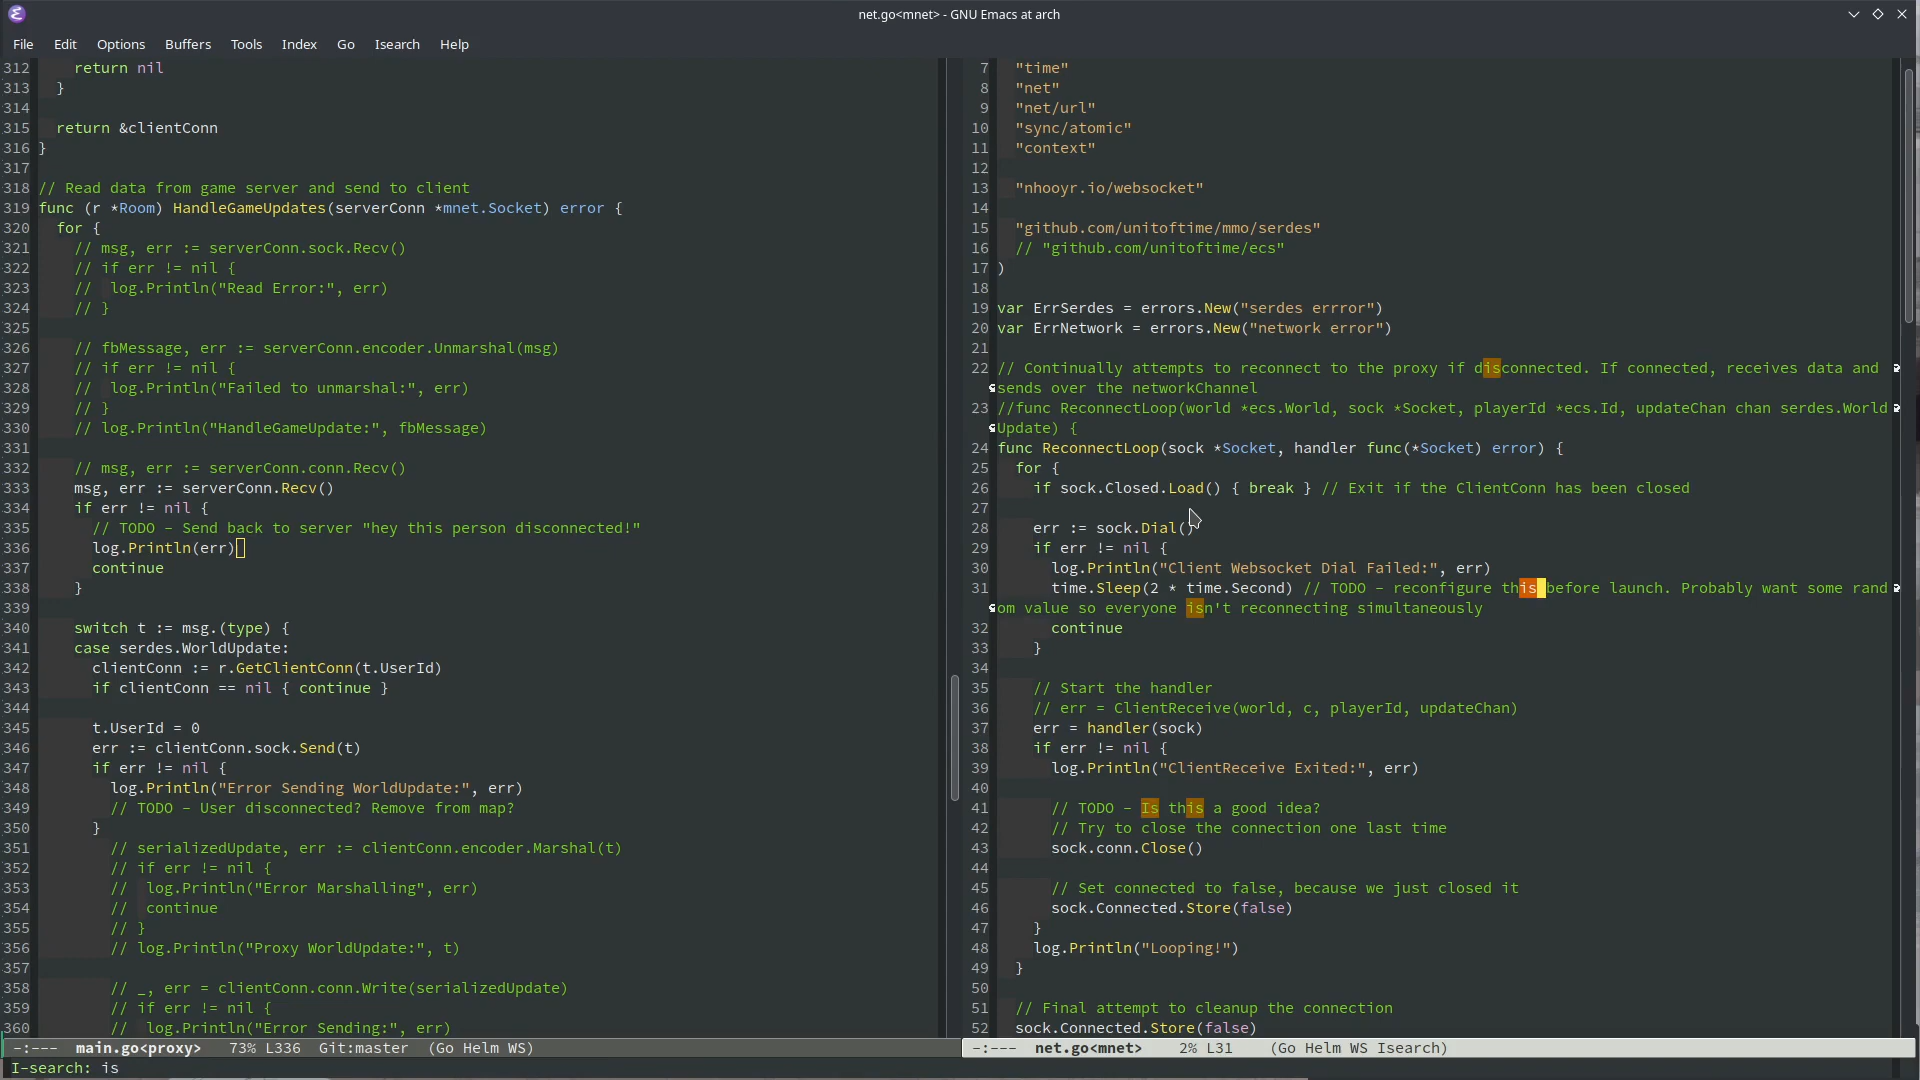 net.go<mnet> - GNU Emacs at arch
File Edit Options Buffers Tools Index Go Isearch Help
312 return nil
313 }
314
315 return &clientConn
316 }
317
318 // Read data from game server and send to client
319 func (r *Room) HandleGameUpdates(serverConn *mnet.Socket) error {
320 for {
321 // msg, err := serverConn.sock.Recv()
322 // if err != nil {
323 // log.Println("Read Error:", err)
324 // }
325
326 // fbMessage, err := serverConn.encoder.Unmarshal(msg)
327 // if err != nil {
328 // log.Println("Failed to unmarshal:", err)
329 // }
330 // log.Println("HandleGameUpdate:", fbMessage)
331
332 // msg, err := serverConn.conn.Recv()
333 msg, err := serverConn.Recv()
334 if err != nil {
335 // TODO - Send back to server "hey this person disconnected!"
336 log.Println(err)
337 continue
338 }
339
340 switch t := msg.(type) {
341 case serdes.WorldUpdate:
342 clientConn := r.GetClientConn(t.UserId)
343 if clientConn == nil { continue }
344
345 t.UserId = 0
346 err := clientConn.sock.Send(t)
347 if err != nil {
348 log.Println("Error Sending WorldUpdate:", err)
349 // TODO - User disconnected? Remove from map?
350 }
351 // serializedUpdate, err := clientConn.encoder.Marshal(t)
352 // if err != nil {
353 // log.Println("Error Marshalling", err)
354 // continue
355 // }
356 // log.Println("Proxy WorldUpdate:", t)
357
358 // _, err = clientConn.conn.Write(serializedUpdate)
359 // if err != nil {
360 // log.Println("Error Sending:", err)
-:--- main.go<proxy> 73% L336 Git:master (Go Helm WS)
7 "time"
8 "net"
9 "net/url"
10 "sync/atomic"
11 "context"
12
13 "nhooyr.io/websocket"
14
15 "github.com/unitoftime/mmo/serdes"
16 // "github.com/unitoftime/ecs"
17 )
18
19 var ErrSerdes = errors.New("serdes errror")
20 var ErrNetwork = errors.New("network error")
21
22 // Continually attempts to reconnect to the proxy if disconnected. If connected, receives data and
sends over the networkChannel
23 //func ReconnectLoop(world *ecs.World, sock *Socket, playerId *ecs.Id, updateChan chan serdes.World
Update) {
24 func ReconnectLoop(sock *Socket, handler func(*Socket) error) {
25 for {
26 if sock.Closed.Load() { break } // Exit if the ClientConn has been closed
27
28 err := sock.Dial()
29 if err != nil {
30 log.Println("Client Websocket Dial Failed:", err)
31 time.Sleep(2 * time.Second) // TODO - reconfigure this before launch. Probably want some rand
om value so everyone isn't reconnecting simultaneously
32 continue
33 }
34
35 // Start the handler
36 // err = ClientReceive(world, c, playerId, updateChan)
37 err = handler(sock)
38 if err != nil {
39 log.Println("ClientReceive Exited:", err)
40
41 // TODO - Is this a good idea?
42 // Try to close the connection one last time
43 sock.conn.Close()
44
45 // Set connected to false, because we just closed it
46 sock.Connected.Store(false)
47 }
48 log.Println("Looping!")
49 }
50
51 // Final attempt to cleanup the connection
52 sock.Connected.Store(false)
-:--- net.go<mnet> 2% L31 (Go Helm WS Isearch)
I-search: is